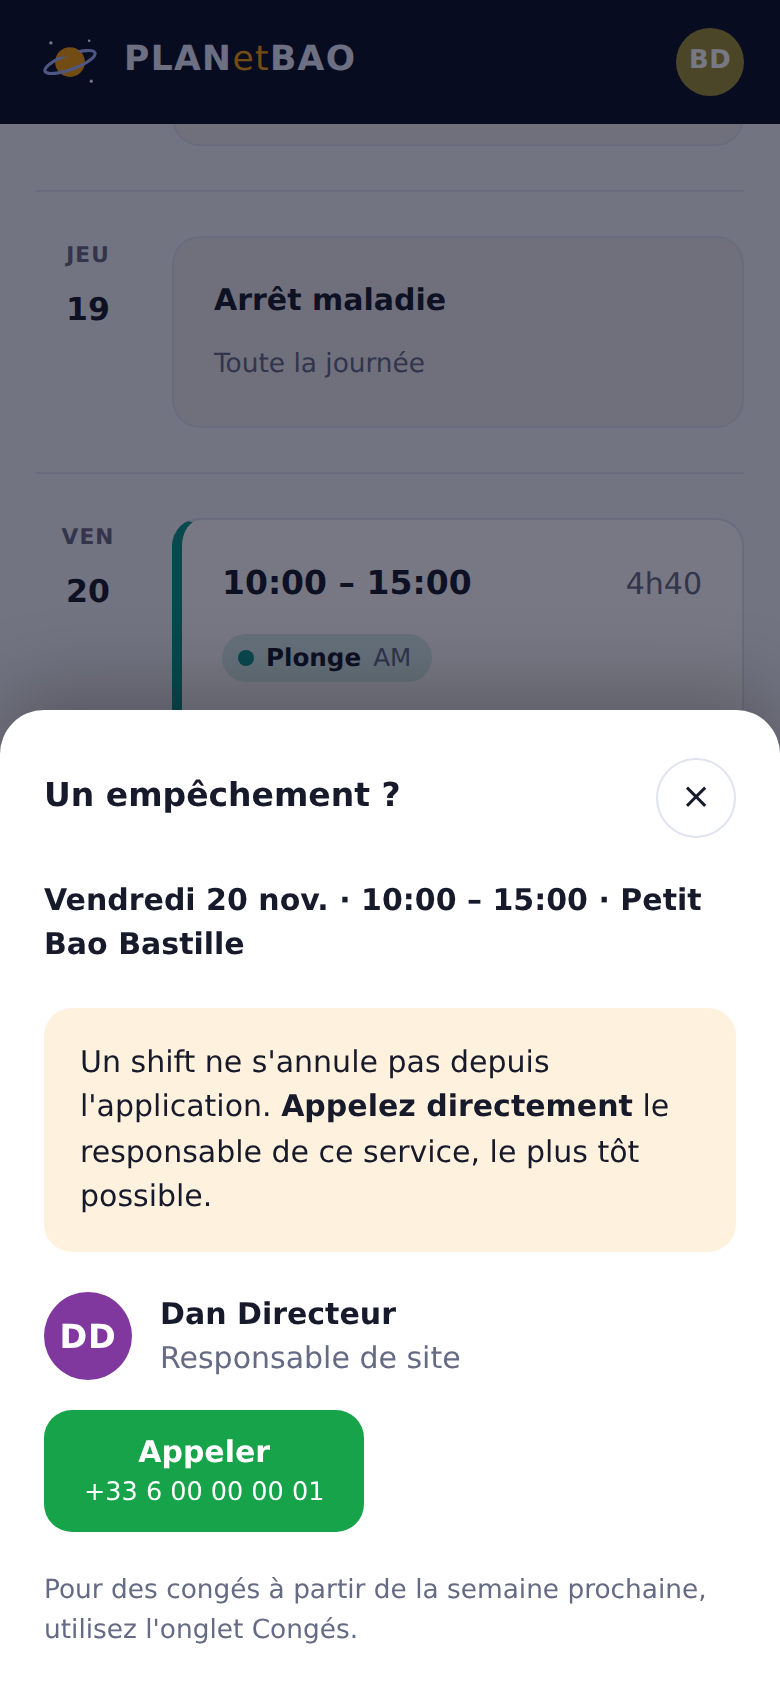 PLANetBAO
BD
JEU
19
Arrêt maladie
Toute la journée
VEN
20
10:00 – 15:00
4h40
Plonge AM
Un empêchement ?
×
Vendredi 20 nov. · 10:00 – 15:00 · Petit
Bao Bastille
Un shift ne s'annule pas depuis
l'application. Appelez directement le
responsable de ce service, le plus tôt
possible.
DD
Dan Directeur
Responsable de site
Appeler
+33 6 00 00 00 01
Pour des congés à partir de la semaine prochaine,
utilisez l'onglet Congés.